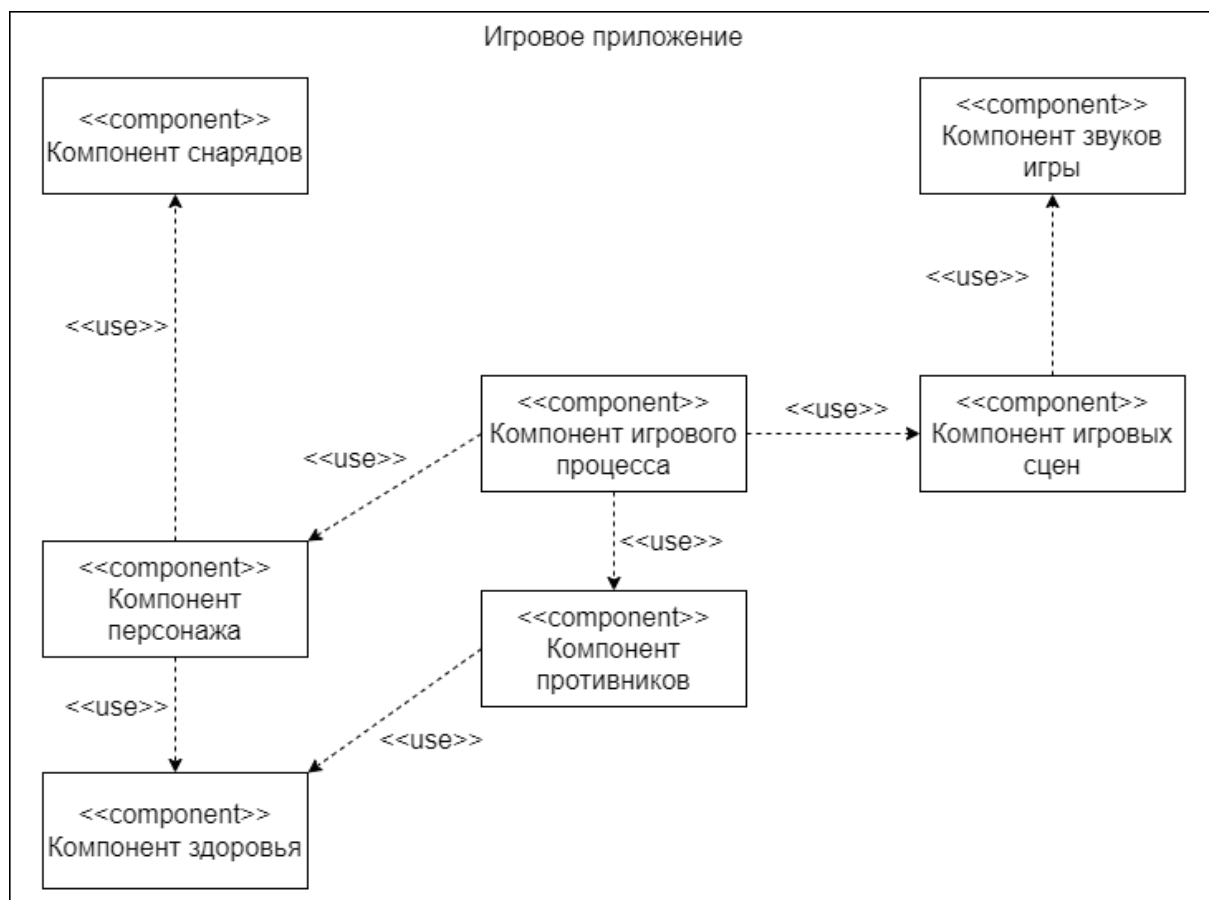 Игровое приложение
<<component>>
Компонент снарядов
<<component>>
Компонент звуков
игры
<<use>>
<<use>>
<<component>>
Компонент игрового
процесса
<<use>>
<<component>>
Компонент игровых
сцен
<<use>>
<<component>>
Компонент
персонажа
<<use>>
<<component>>
Компонент
противников
<<use>>
<<use>>
<<component>>
Компонент здоровья